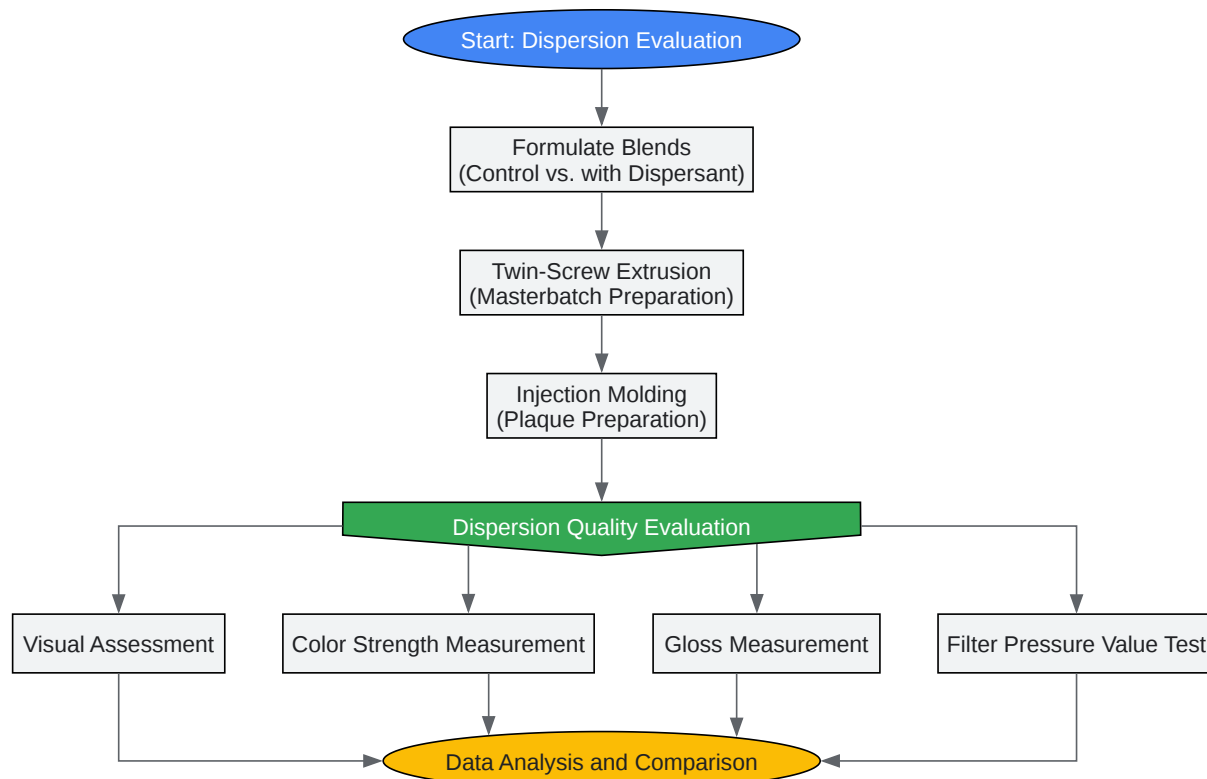 Start: Dispersion Evaluation
Formulate Blends
(Control vs. with Dispersant)
Twin-Screw Extrusion
(Masterbatch Preparation)
Injection Molding
(Plaque Preparation)
Dispersion Quality Evaluation
Visual Assessment
Color Strength Measurement
Gloss Measurement
Filter Pressure Value Test
Data Analysis and Comparison